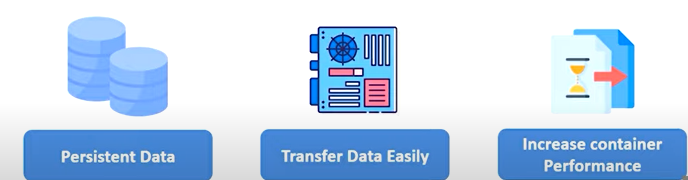 Persistent Data
Transfer Data Easily
Increase container
Performance